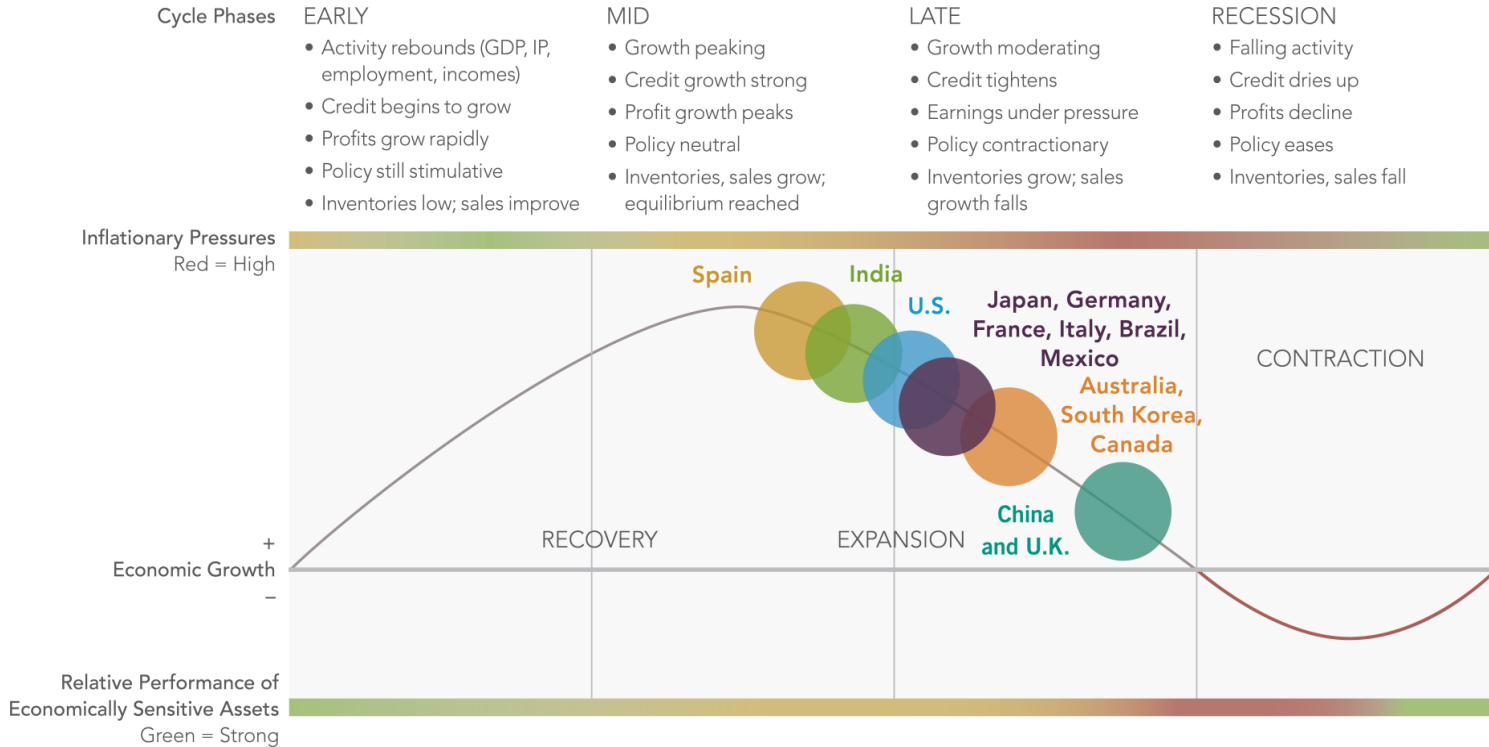 Cycle Phases
EARLY
• Activity rebounds (GDP, IP,
employment, incomes)
• Credit begins to grow
• Profits grow rapidly
• Policy still stimulative
• Inventories low; sales improve
MID
• Growth peaking
• Credit growth strong
• Profit growth peaks
• Policy neutral
• Inventories, sales grow;
equilibrium reached
LATE
• Growth moderating
• Credit tightens
• Earnings under pressure
• Policy contractionary
• Inventories grow; sales
growth falls
RECESSION
• Falling activity
• Credit dries up
• Profits decline
• Policy eases
• Inventories, sales fall
Inflationary Pressures
Red = High
Spain
India
U.S.
Japan, Germany,
France, Italy, Brazil,
Mexico
Australia,
South Korea,
Canada
China
and U.K.
RECOVERY
EXPANSION
CONTRACTION
+
Economic Growth
–
Relative Performance of
Economically Sensitive Assets
Green = Strong